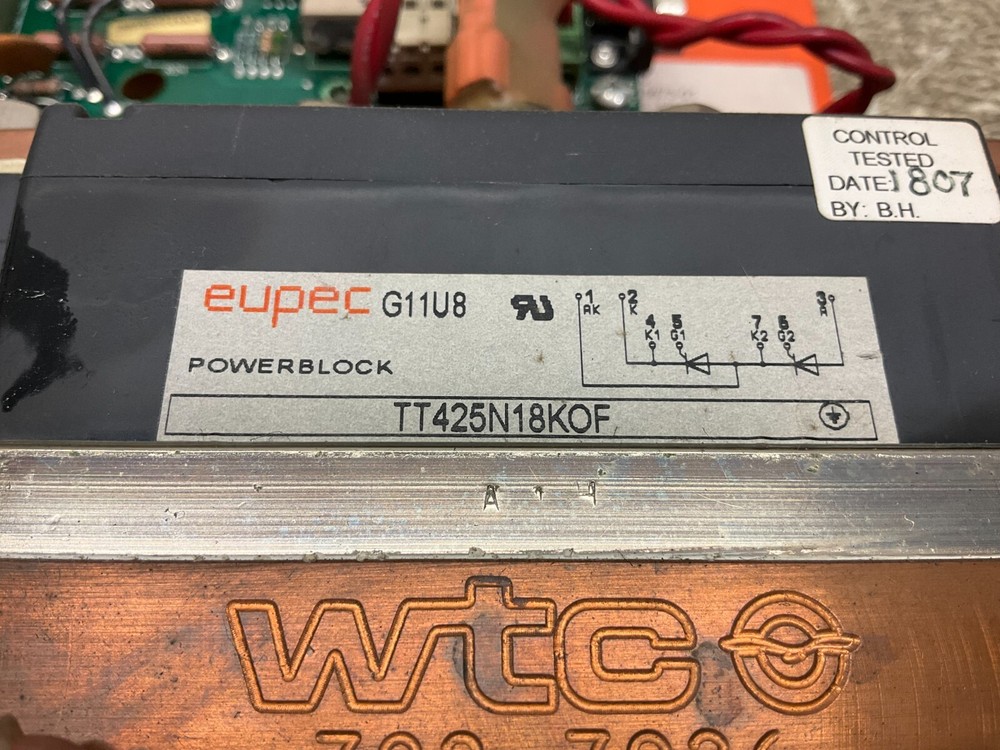 CONTROL
TESTED
DATE: 1807
BY: B.H.
eupec G11U8
1 2 3
AK K A
4 5 7 6
K1 G1 K2 G2
POWERBLOCK
TT425N18KOF
A
wtc